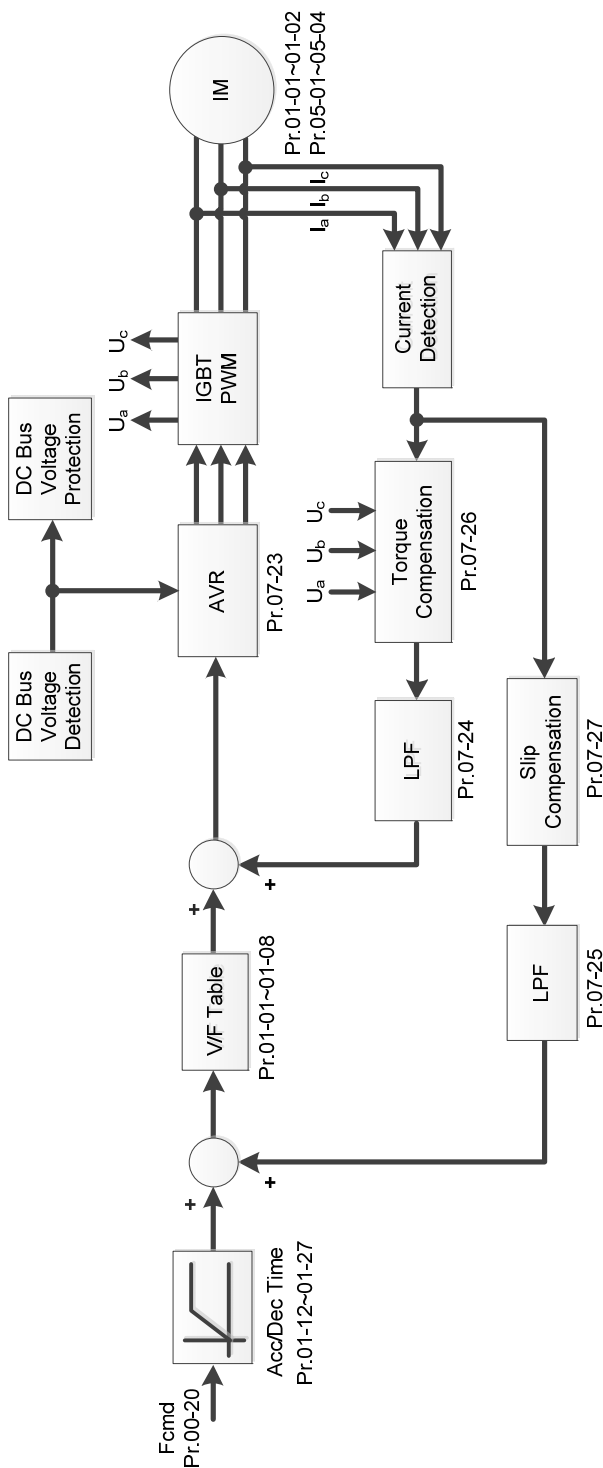 Fcmd
Pr.00-20
Acc/Dec Time
Pr.01-12~01-27
+
+
V/F Table
Pr.01-01~01-08
+
+
DC Bus
Voltage
Detection
DC Bus
Voltage
Protection
AVR
Pr.07-23
Ua
Ub
Uc
IGBT
PWM
IM
Pr.01-01~01-02
Pr.05-01~05-04
Ia
Ib
Ic
Current
Detection
Ua
Ub
Uc
Torque
Compensation
Pr.07-26
LPF
Pr.07-24
Slip
Compensation
Pr.07-27
LPF
Pr.07-25